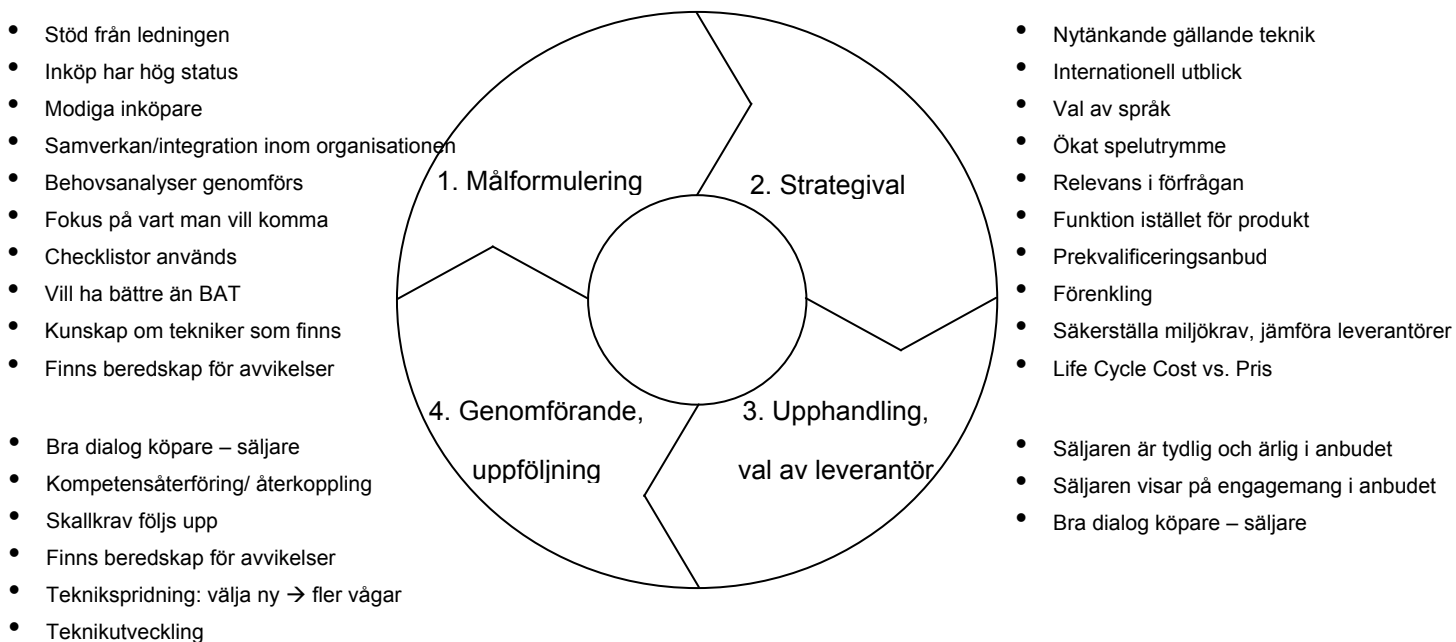 • Stöd från ledningen
• Inköp har hög status
• Modiga inköpare
• Samverkan/integration inom organisationen
• Behovsanalyser genomförs
• Fokus på vart man vill komma
• Checklistor används
• Vill ha bättre än BAT
• Kunskap om tekniker som finns
• Finns beredskap för avvikelser
1. Målformulering
2. Strategival
• Nytänkande gällande teknik
• Internationell utblick
• Val av språk
• Ökat spelutrymme
• Relevans i förfrågan
• Funktion istället för produkt
• Prekvalificeringsanbud
• Förenkling
• Säkerställa miljökrav, jämföra leverantörer
• Life Cycle Cost vs. Pris
• Bra dialog köpare – säljare
• Kompetensåterföring/ återkoppling
• Skallkrav följs upp
• Finns beredskap för avvikelser
• Teknikspridning: välja ny → fler vågar
• Teknikutveckling
4. Genomförande,
uppföljning
3. Upphandling,
val av leverantör
• Säljaren är tydlig och ärlig i anbudet
• Säljaren visar på engagemang i anbudet
• Bra dialog köpare – säljare